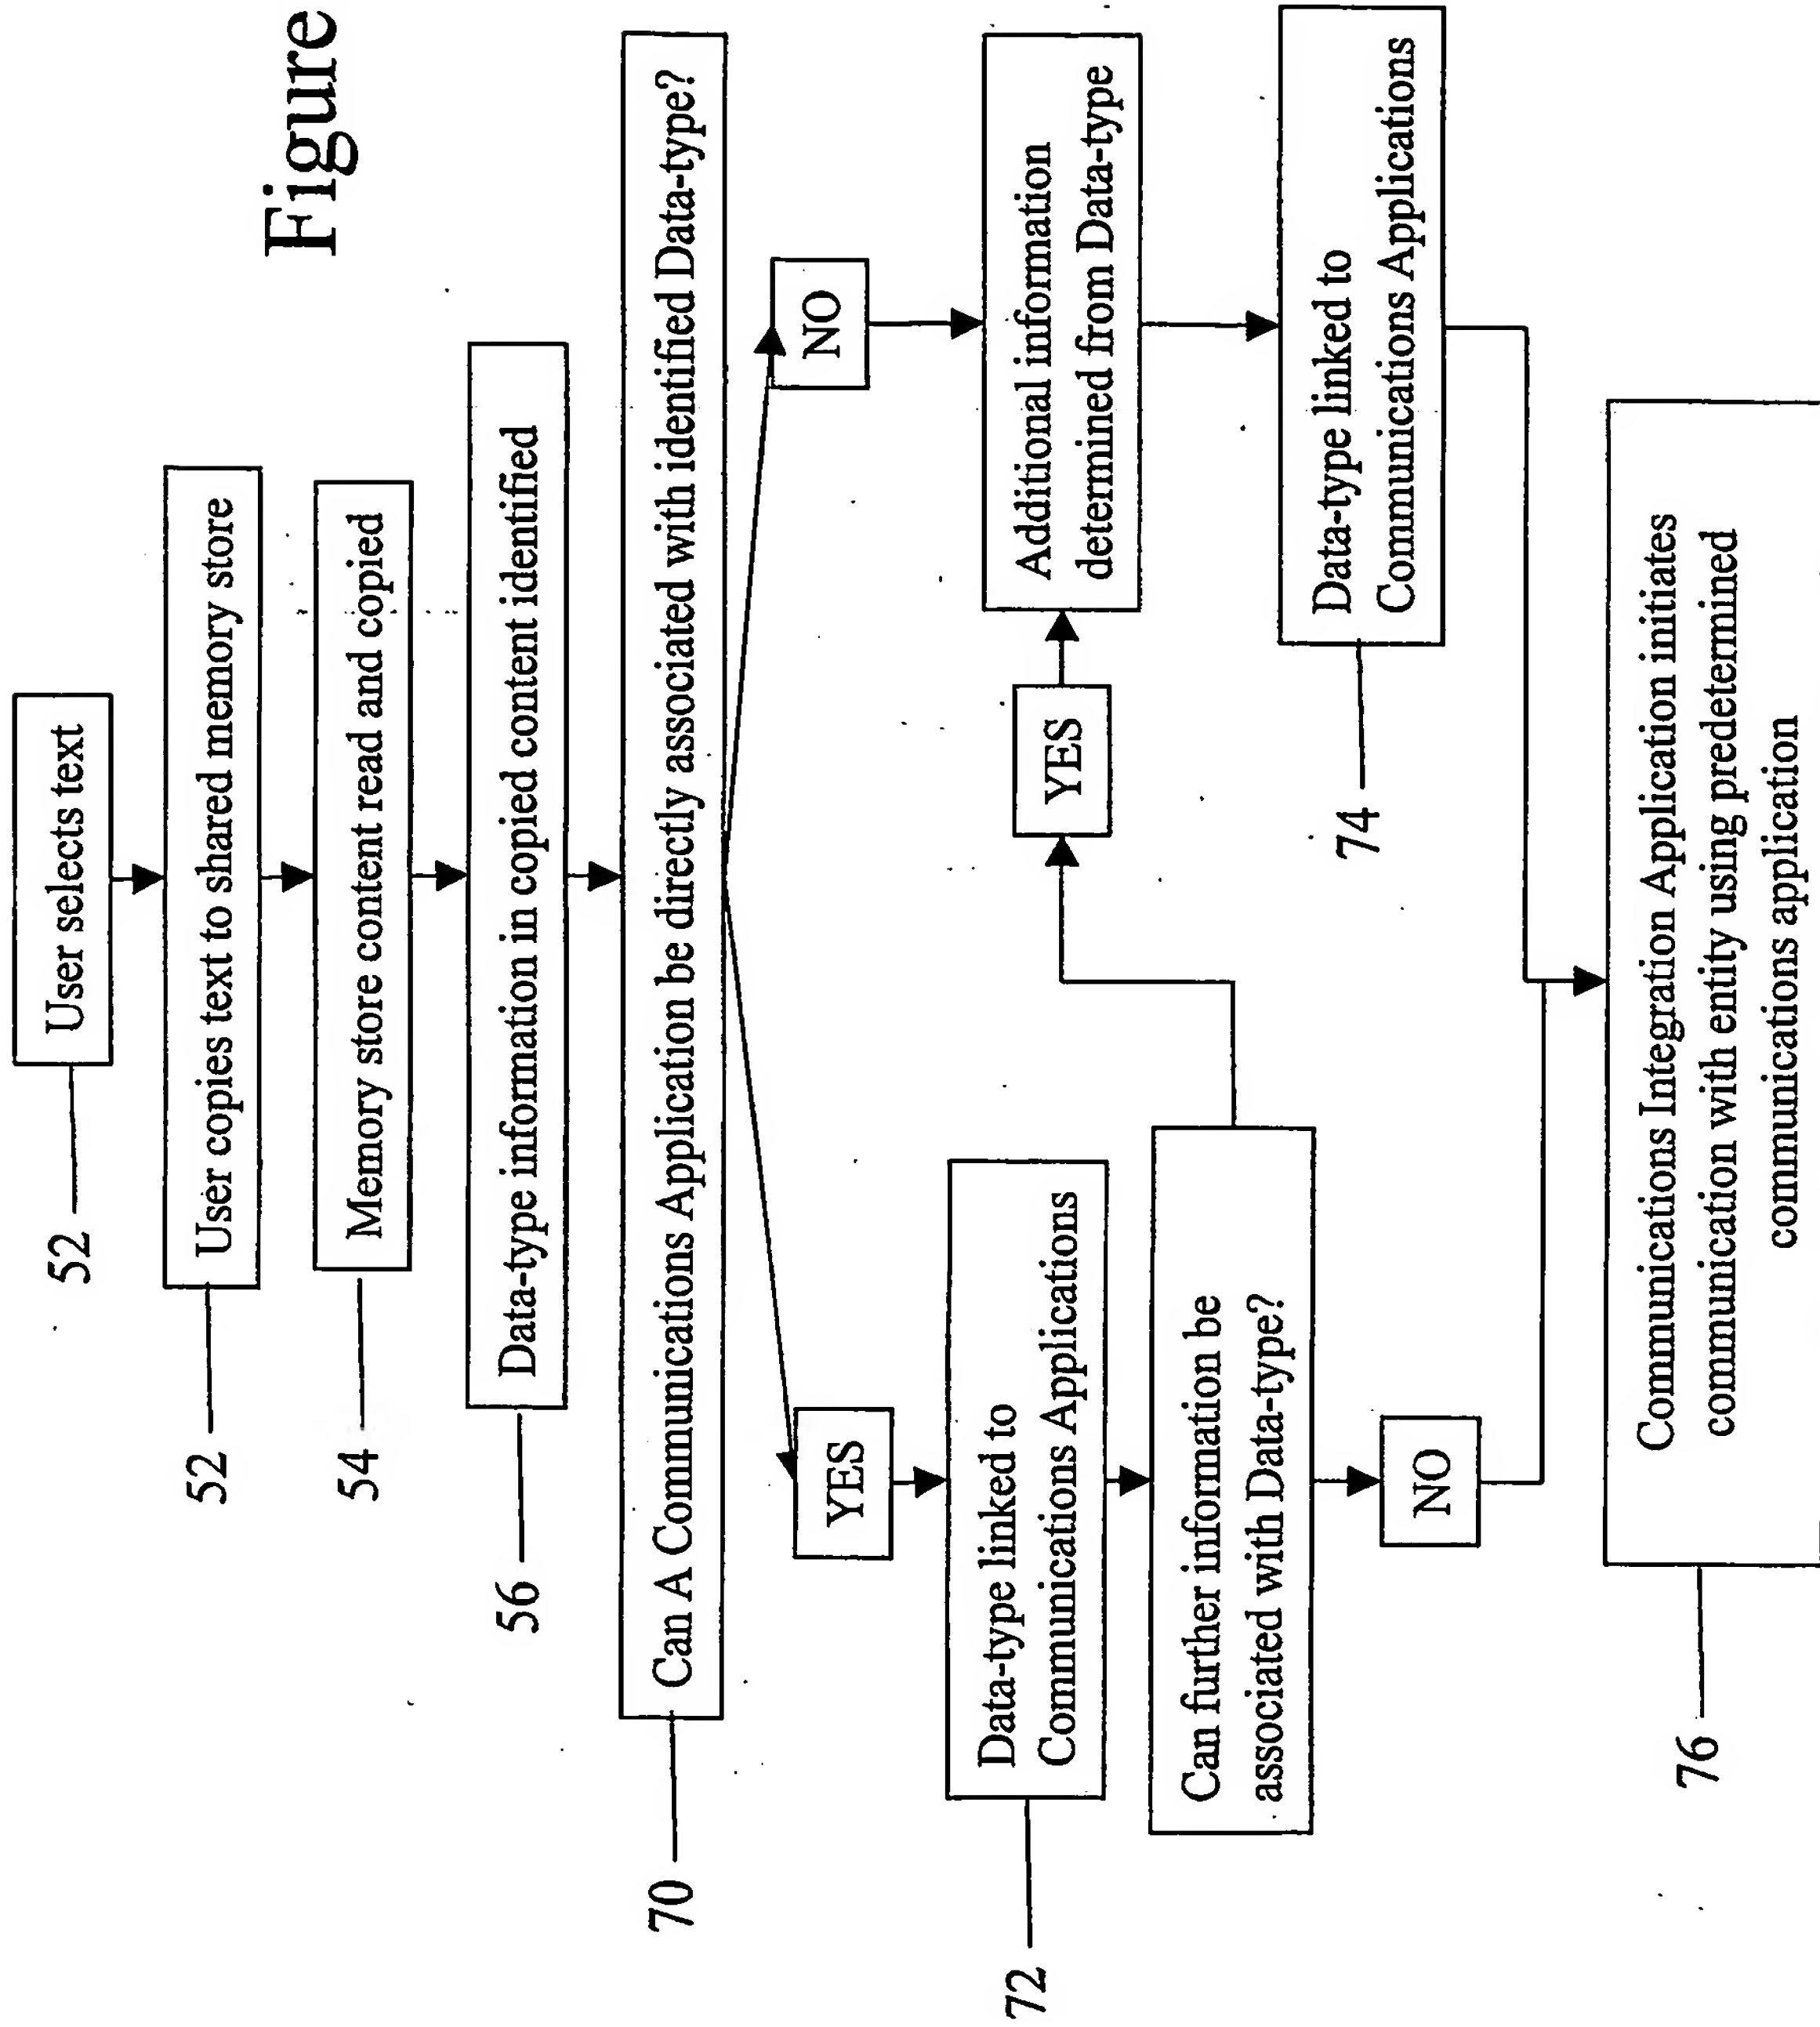 Figure
User selects text
52
User copies text to shared memory store
52
Memory store content read and copied
54
Data-type information in copied content identified
56
Can A Communications Application be directly associated with identified Data-type?
70
YES
NO
Data-type linked to
Communications Applications
72
Can further information be
associated with Data-type?
YES
NO
Additional information
determined from Data-type
Data-type linked to
Communications Applications
74
Communications Integration Application initiates
communication with entity using predetermined
communications application
76